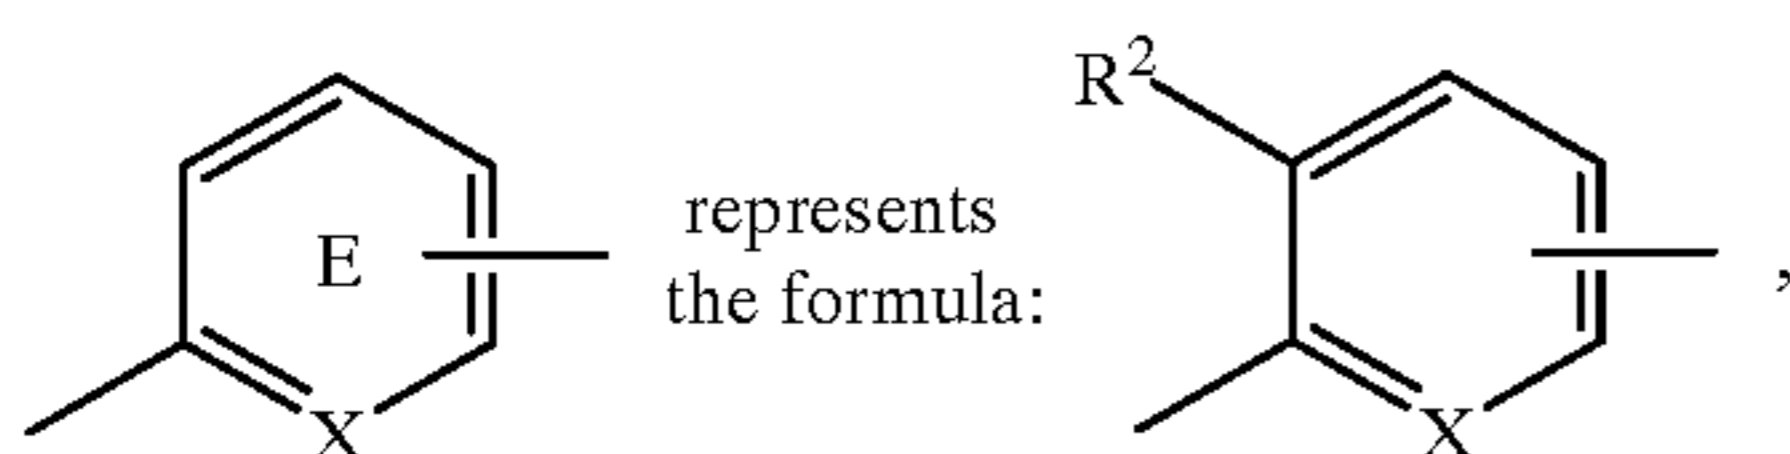 R²
represents
E
the formula:
,
X
X